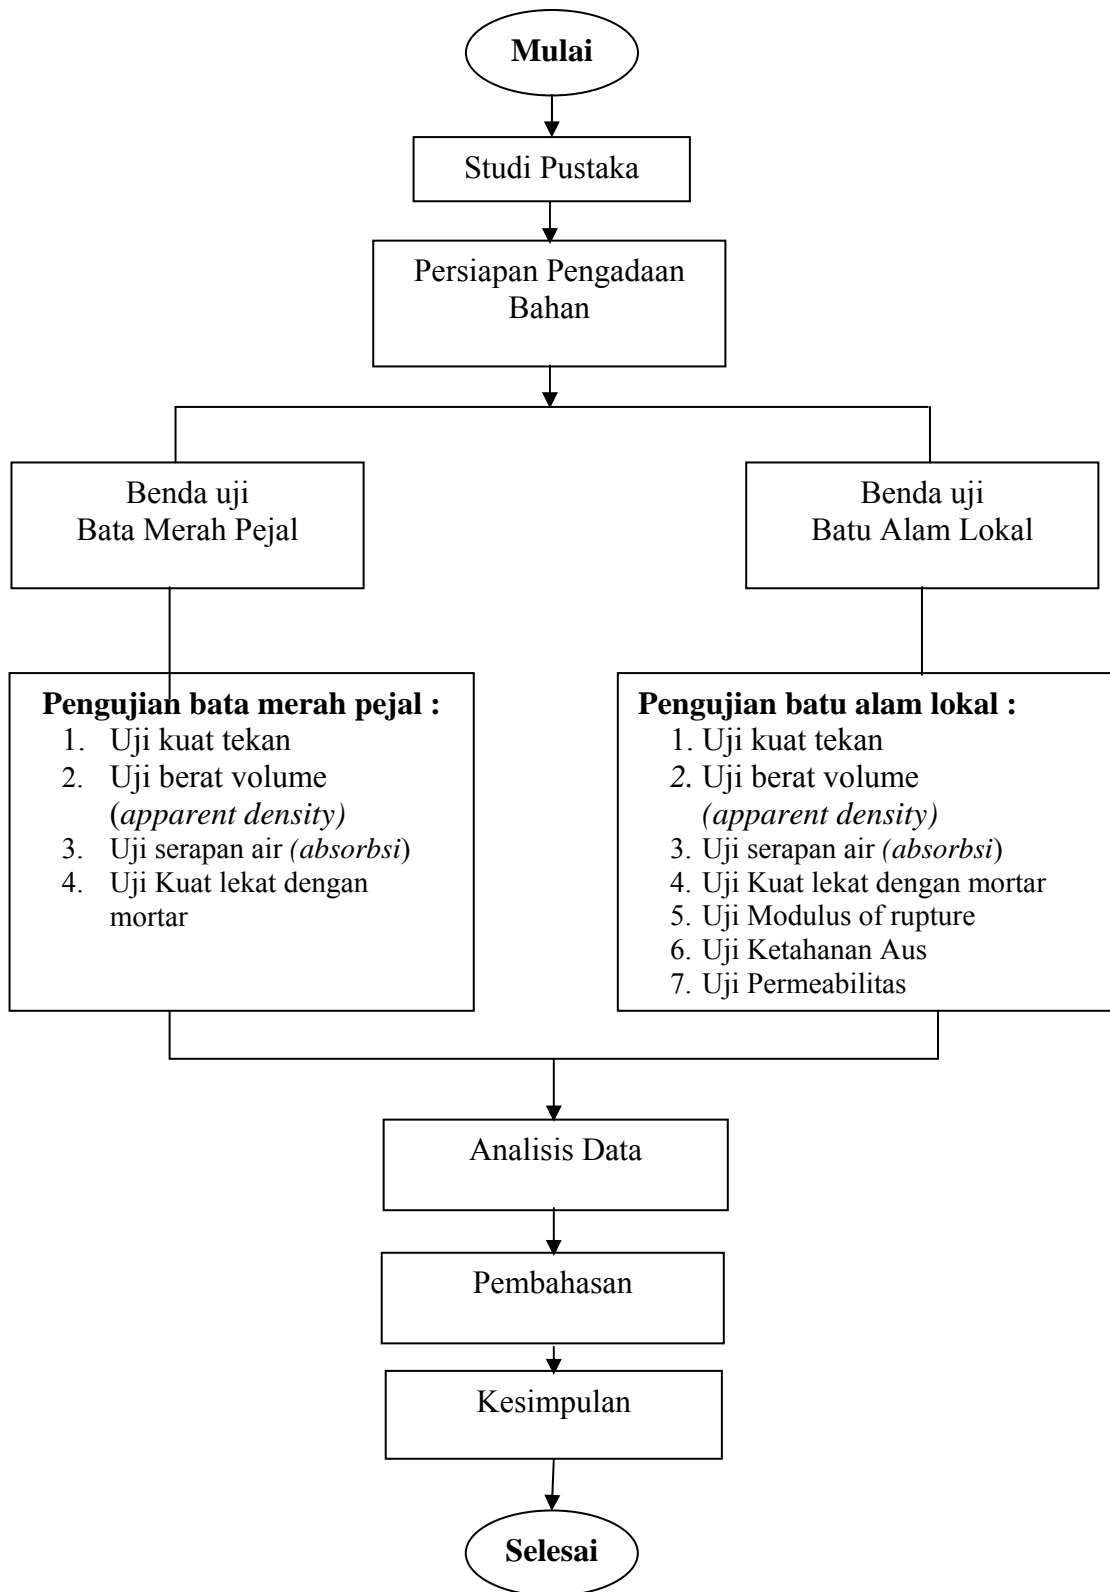 Mulai
Studi Pustaka
Persiapan Pengadaan
Bahan
Benda uji
Bata Merah Pejal
Benda uji
Batu Alam Lokal
Pengujian bata merah pejal :
1. Uji kuat tekan
2. Uji berat volume
(apparent density)
3. Uji serapan air (absorbsi)
4. Uji Kuat lekat dengan
mortar
Pengujian batu alam lokal :
1. Uji kuat tekan
2. Uji berat volume
(apparent density)
3. Uji serapan air (absorbsi)
4. Uji Kuat lekat dengan mortar
5. Uji Modulus of rupture
6. Uji Ketahanan Aus
7. Uji Permeabilitas
Analisis Data
Pembahasan
Kesimpulan
Selesai